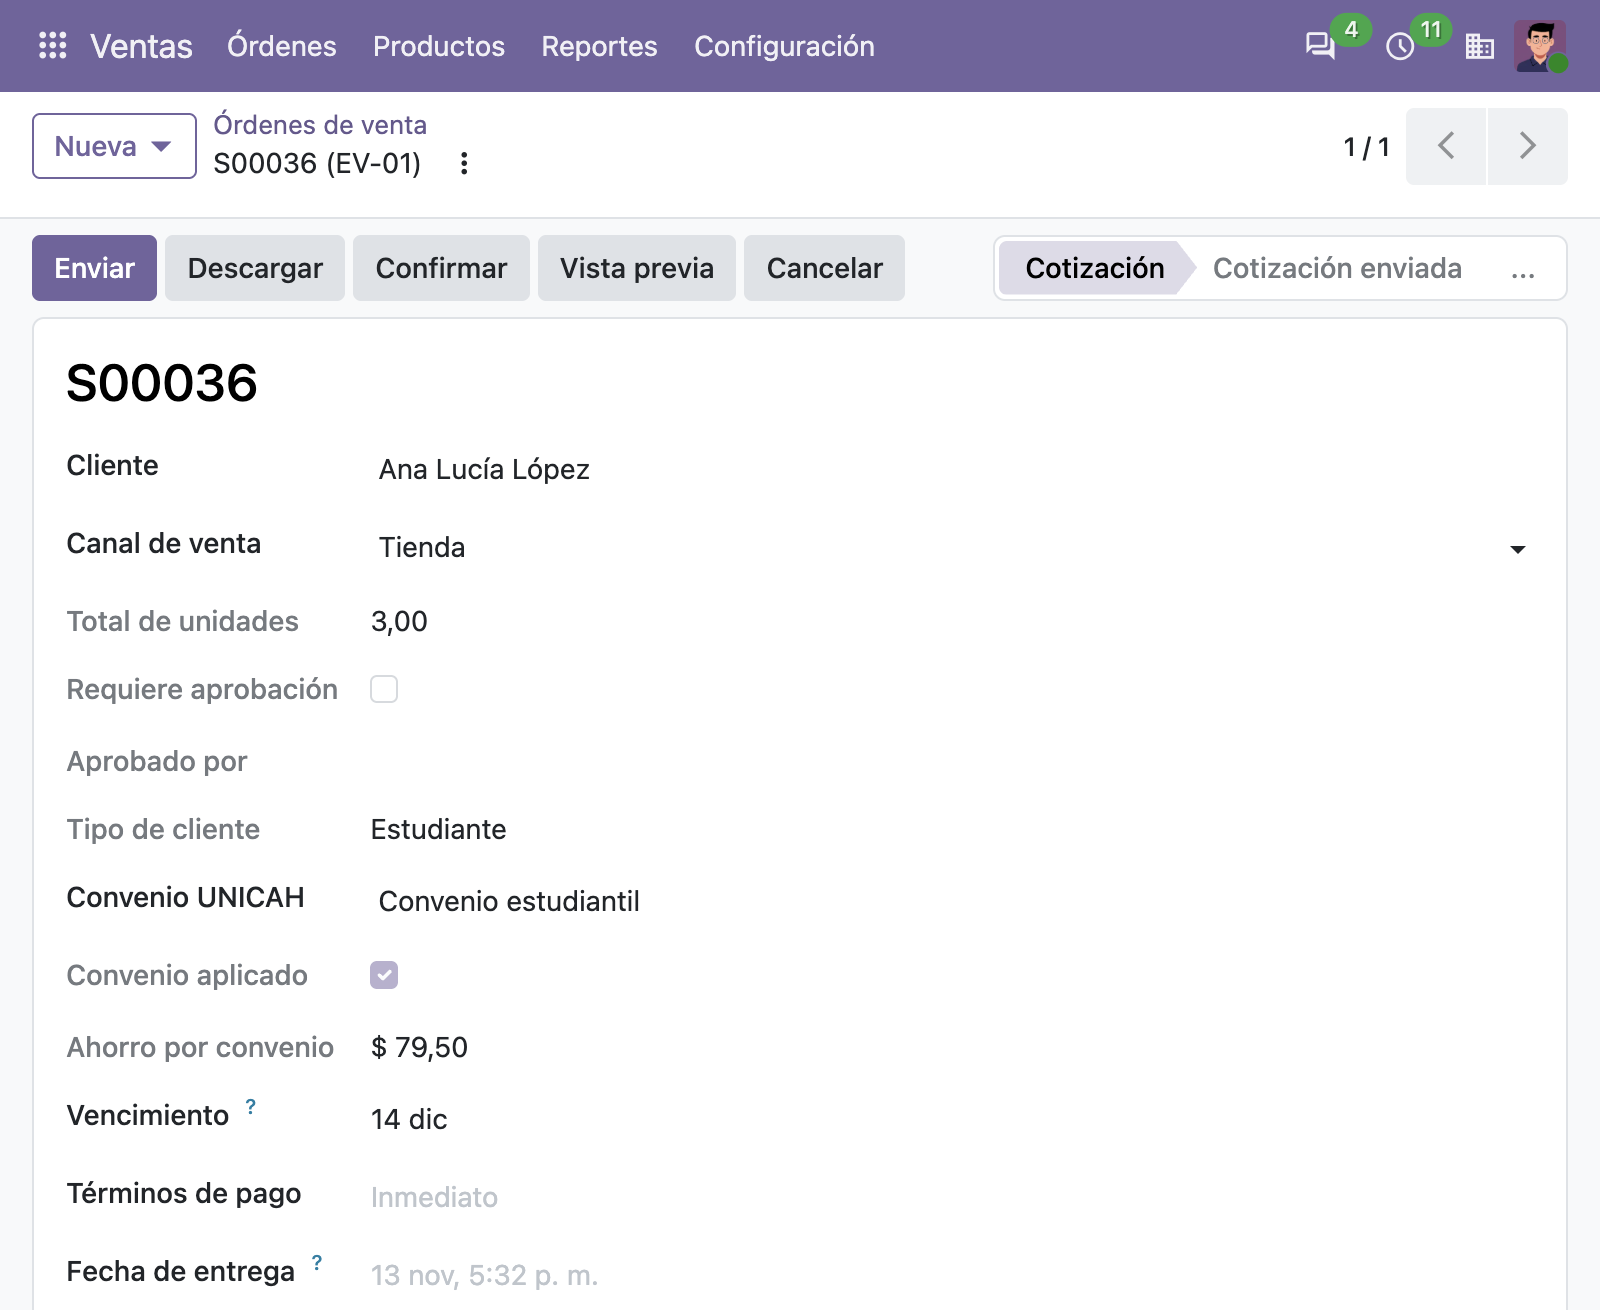 Ventas Órdenes Productos Reportes Configuración 4 11
Nueva
Órdenes de venta
S00036 (EV-01)
1 / 1
Enviar Descargar Confirmar Vista previa Cancelar Cotización Cotización enviada ...
S00036
Cliente Ana Lucía López
Canal de venta Tienda
Total de unidades 3,00
Requiere aprobación
Aprobado por
Tipo de cliente Estudiante
Convenio UNICAH Convenio estudiantil
Convenio aplicado
Ahorro por convenio $ 79,50
Vencimiento ? 14 dic
Términos de pago Inmediato
Fecha de entrega ? 13 nov, 5:32 p. m.